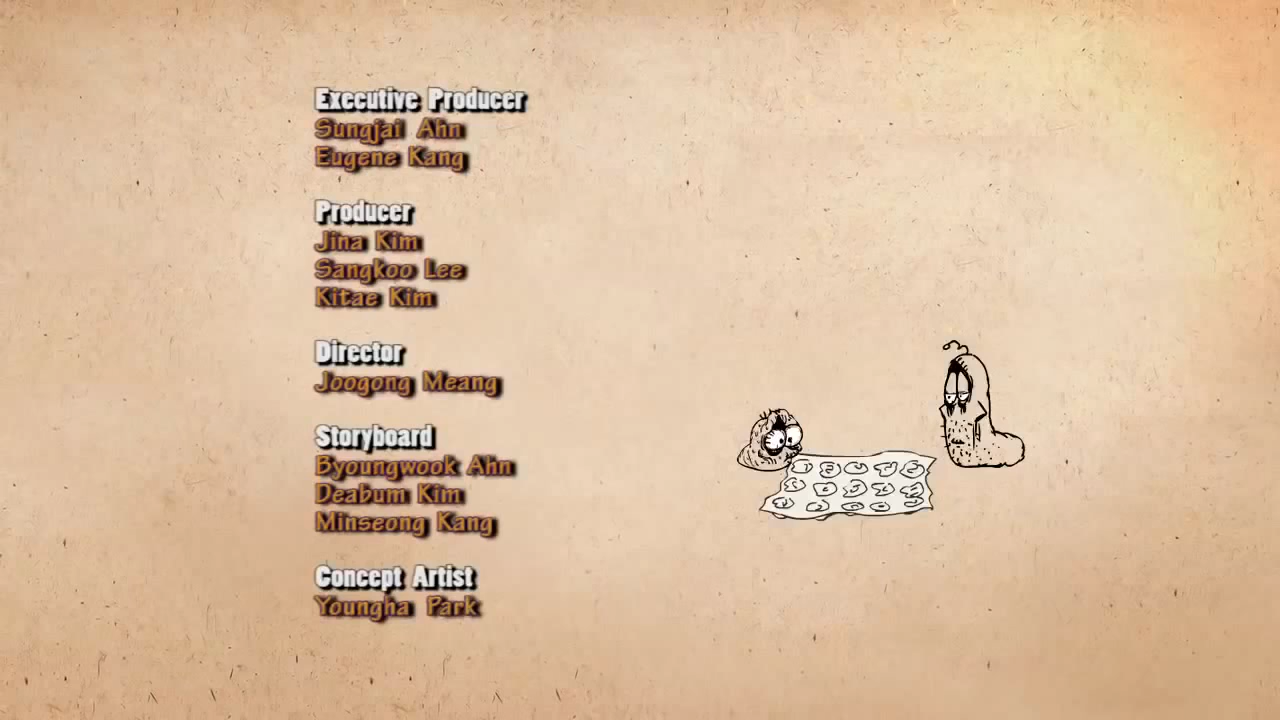 Executive Producer
Sungjai Ahn
Eugene Kang
Producer
Jina Kim
Sangkoo Lee
Kitae Kim
Director
Joogong Meang
Storyboard
Byoungwook Ahn
Deabum Kim
Minseong Kang
Concept Artist
Youngha Park